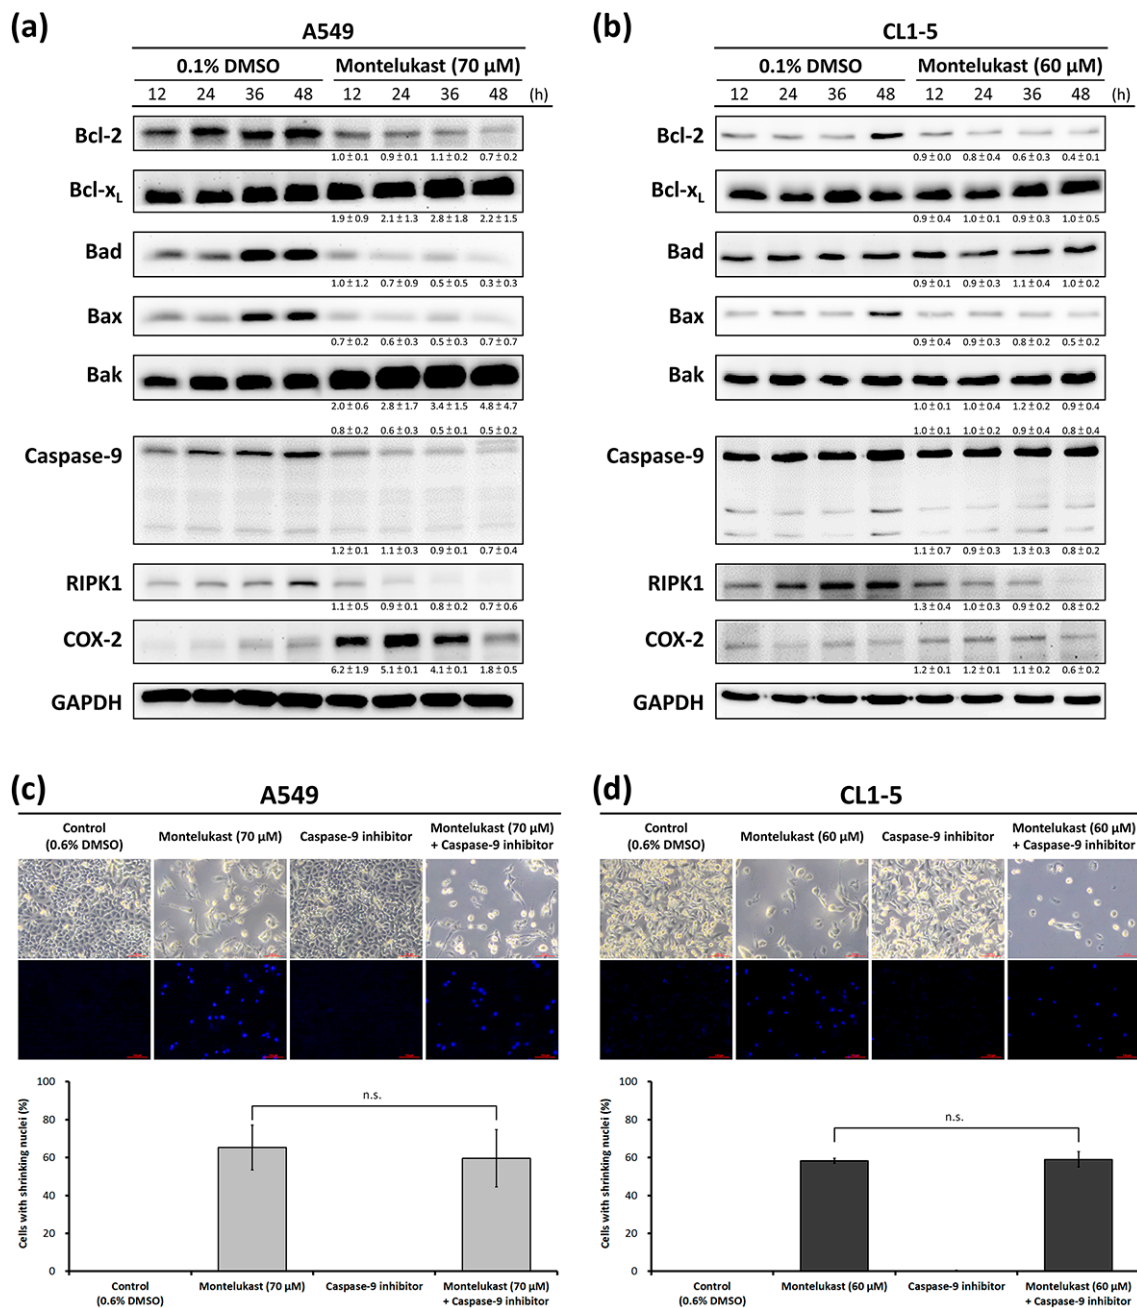 (a)
A549
0.1% DMSO Montelukast (70 μM)
12 24 36 48 12 24 36 48 (h)
Bcl-2
1.0 ± 0.1 0.9 ± 0.1 1.1 ± 0.2 0.7 ± 0.2
Bcl-xL
1.9 ± 0.9 2.1 ± 1.3 2.8 ± 1.8 2.2 ± 1.5
Bad
1.0 ± 1.2 0.7 ± 0.9 0.5 ± 0.5 0.3 ± 0.3
Bax
0.7 ± 0.2 0.6 ± 0.3 0.5 ± 0.3 0.7 ± 0.7
Bak
2.0 ± 0.6 2.8 ± 1.7 3.4 ± 1.5 4.8 ± 4.7
0.8 ± 0.2 0.6 ± 0.3 0.5 ± 0.1 0.5 ± 0.2
Caspase-9
1.2 ± 0.1 1.1 ± 0.3 0.9 ± 0.1 0.7 ± 0.4
RIPK1
1.1 ± 0.5 0.9 ± 0.1 0.8 ± 0.2 0.7 ± 0.6
COX-2
6.2 ± 1.9 5.1 ± 0.1 4.1 ± 0.1 1.8 ± 0.5
GAPDH
(b)
CL1-5
0.1% DMSO Montelukast (60 μM)
12 24 36 48 12 24 36 48 (h)
Bcl-2
0.9 ± 0.0 0.8 ± 0.4 0.6 ± 0.3 0.4 ± 0.1
Bcl-xL
0.9 ± 0.4 1.0 ± 0.1 0.9 ± 0.3 1.0 ± 0.5
Bad
0.9 ± 0.1 0.9 ± 0.3 1.1 ± 0.4 1.0 ± 0.2
Bax
0.9 ± 0.4 0.9 ± 0.3 0.8 ± 0.2 0.5 ± 0.2
Bak
1.0 ± 0.1 1.0 ± 0.4 1.2 ± 0.2 0.9 ± 0.4
1.0 ± 0.1 1.0 ± 0.2 0.9 ± 0.4 0.8 ± 0.4
Caspase-9
1.1 ± 0.7 0.9 ± 0.3 1.3 ± 0.3 0.8 ± 0.2
RIPK1
1.3 ± 0.4 1.0 ± 0.3 0.9 ± 0.2 0.8 ± 0.2
COX-2
1.2 ± 0.1 1.2 ± 0.1 1.1 ± 0.2 0.6 ± 0.2
GAPDH
(c)
A549
Control
(0.6% DMSO)
Montelukast (70 μM)
Caspase-9 inhibitor
Montelukast (70 μM)
+ Caspase-9 inhibitor
Cells with shrinking nuclei (%)
100
80
60
40
20
0
n.s.
Control
(0.6% DMSO)
Montelukast (70 μM)
Caspase-9 inhibitor
Montelukast (70 μM)
+ Caspase-9 inhibitor
(d)
CL1-5
Control
(0.6% DMSO)
Montelukast (60 μM)
Caspase-9 inhibitor
Montelukast (60 μM)
+ Caspase-9 inhibitor
Cells with shrinking nuclei (%)
100
80
60
40
20
0
n.s.
Control
(0.6% DMSO)
Montelukast (60 μM)
Caspase-9 inhibitor
Montelukast (60 μM)
+ Caspase-9 inhibitor